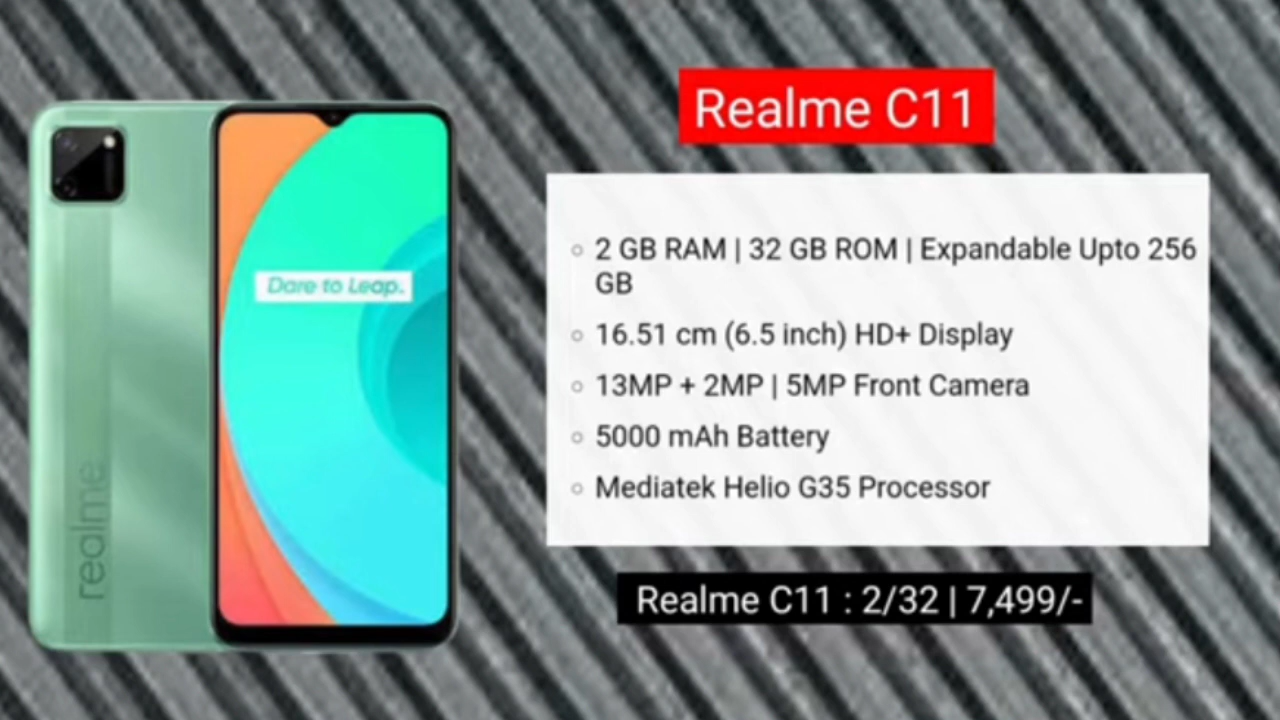 Realme C11
2 GB RAM | 32 GB ROM | Expandable Upto 256
GB
16.51 cm (6.5 inch) HD+ Display
13MP + 2MP | 5MP Front Camera
5000 mAh Battery
Mediatek Helio G35 Processor
Realme C11 : 2/32 | 7,499/-
Dare to Leap.
realme